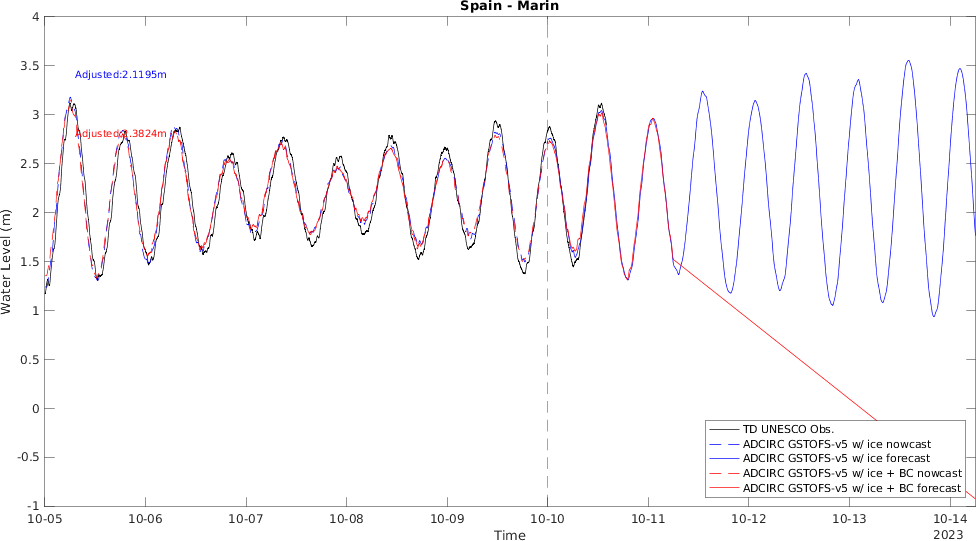 Spain - Marin
4
3.5
3
2.5
2
1.5
1
0.5
0
-0.5
-1
Water Level (m)
Adjusted:2.1195m
Adjusted:2.3824m
TD UNESCO Obs.
ADCIRC GSTOFS-v5 w/ ice nowcast
ADCIRC GSTOFS-v5 w/ ice forecast
ADCIRC GSTOFS-v5 w/ ice + BC nowcast
ADCIRC GSTOFS-v5 w/ ice + BC forecast
10-05 10-06 10-07 10-08 10-09 10-10 10-11 10-12 10-13 10-14
2023
Time